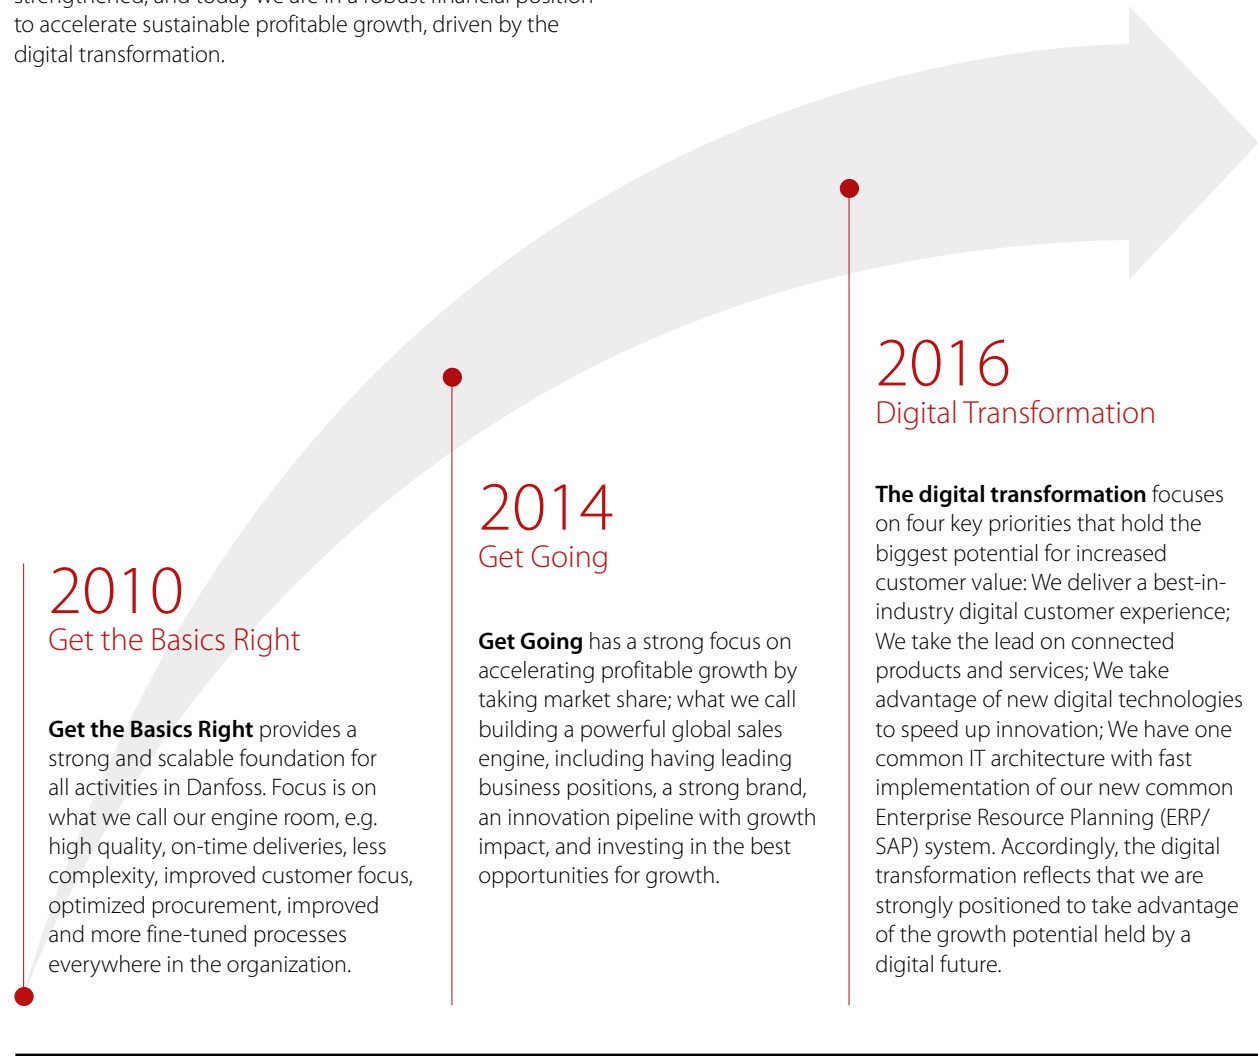 strengthened, and today we are in a robust financial position
to accelerate sustainable profitable growth, driven by the
digital transformation.
2010
Get the Basics Right
Get the Basics Right provides a
strong and scalable foundation for
all activities in Danfoss. Focus is on
what we call our engine room, e.g.
high quality, on-time deliveries, less
complexity, improved customer focus,
optimized procurement, improved
and more fine-tuned processes
everywhere in the organization.
2014
Get Going
Get Going has a strong focus on
accelerating profitable growth by
taking market share; what we call
building a powerful global sales
engine, including having leading
business positions, a strong brand,
an innovation pipeline with growth
impact, and investing in the best
opportunities for growth.
2016
Digital Transformation
The digital transformation focuses
on four key priorities that hold the
biggest potential for increased
customer value: We deliver a best-in-
industry digital customer experience;
We take the lead on connected
products and services; We take
advantage of new digital technologies
to speed up innovation; We have one
common IT architecture with fast
implementation of our new common
Enterprise Resource Planning (ERP/
SAP) system. Accordingly, the digital
transformation reflects that we are
strongly positioned to take advantage
of the growth potential held by a
digital future.